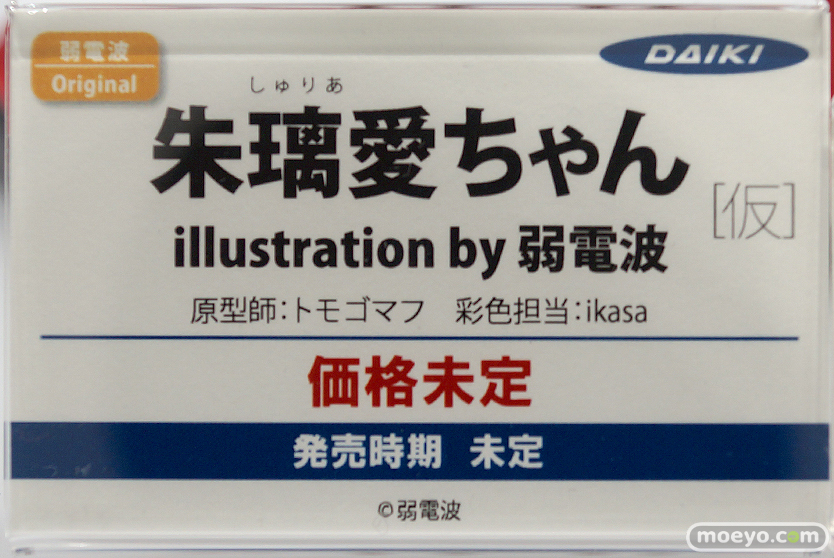 弱電波
Original
DAIKI
しゅりあ
朱璃愛ちゃん
[仮]
illustration by 弱電波
原型師：トモゴマフ　彩色担当：ikasa
価格未定
発売時期　未定
©弱電波
moeyo.com